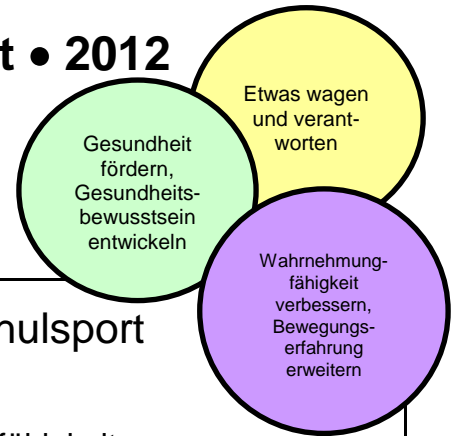 t • 2012
Etwas wagen
und verant-
worten
Gesundheit
fördern,
Gesundheits-
bewusstsein
entwickeln
Wahrnehmung-
fähigkeit
verbessern,
Bewegungs-
erfahrung
erweitern
hulsport